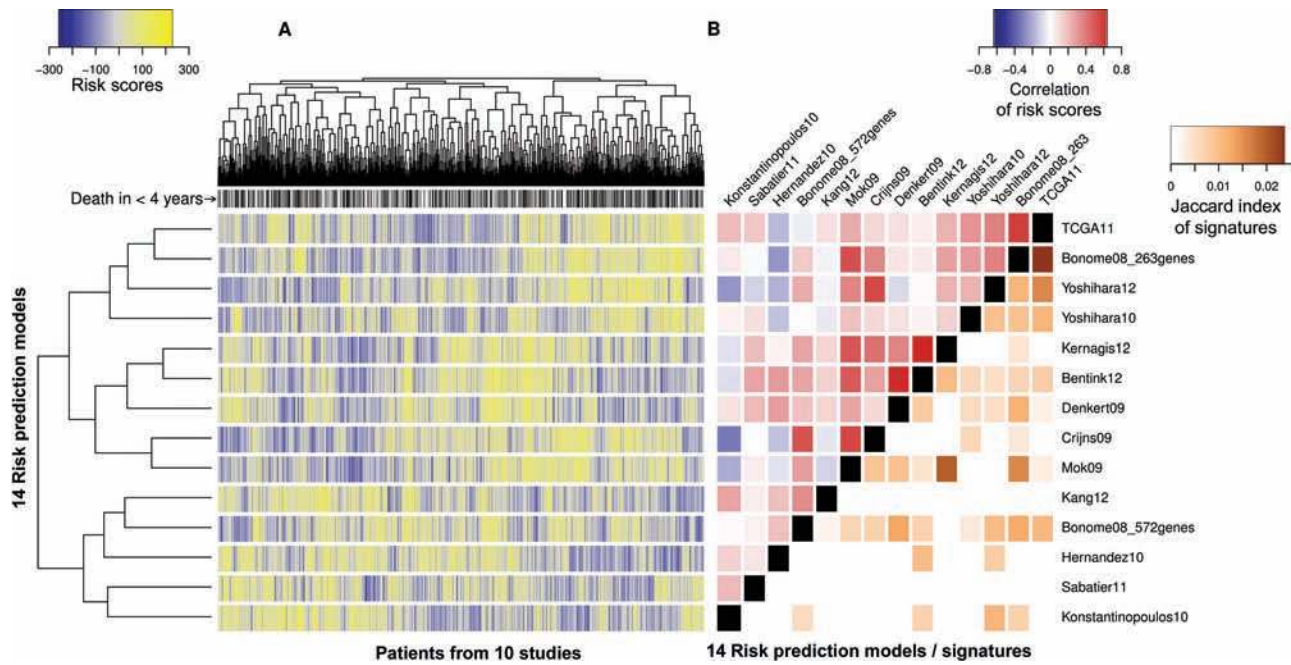 A
B
-300 -100 100 300
Risk scores
-0.8 -0.4 0 0.4 0.8
Correlation
of risk scores
0 0.01 0.02
Jaccard index
of signatures
Konstantinopoulos10
Sabatier11
Hernandez10
Bonome08_572genes
Kang12
Mok09
Crijns09
Denkert09
Bentink12
Kernagis12
Yoshihara10
Yoshihara12
Bonome08_263
TCGA11
Death in < 4 years→
14 Risk prediction models
TCGA11
Bonome08_263genes
Yoshihara12
Yoshihara10
Kernagis12
Bentink12
Denkert09
Crijns09
Mok09
Kang12
Bonome08_572genes
Hernandez10
Sabatier11
Konstantinopoulos10
Patients from 10 studies
14 Risk prediction models / signatures